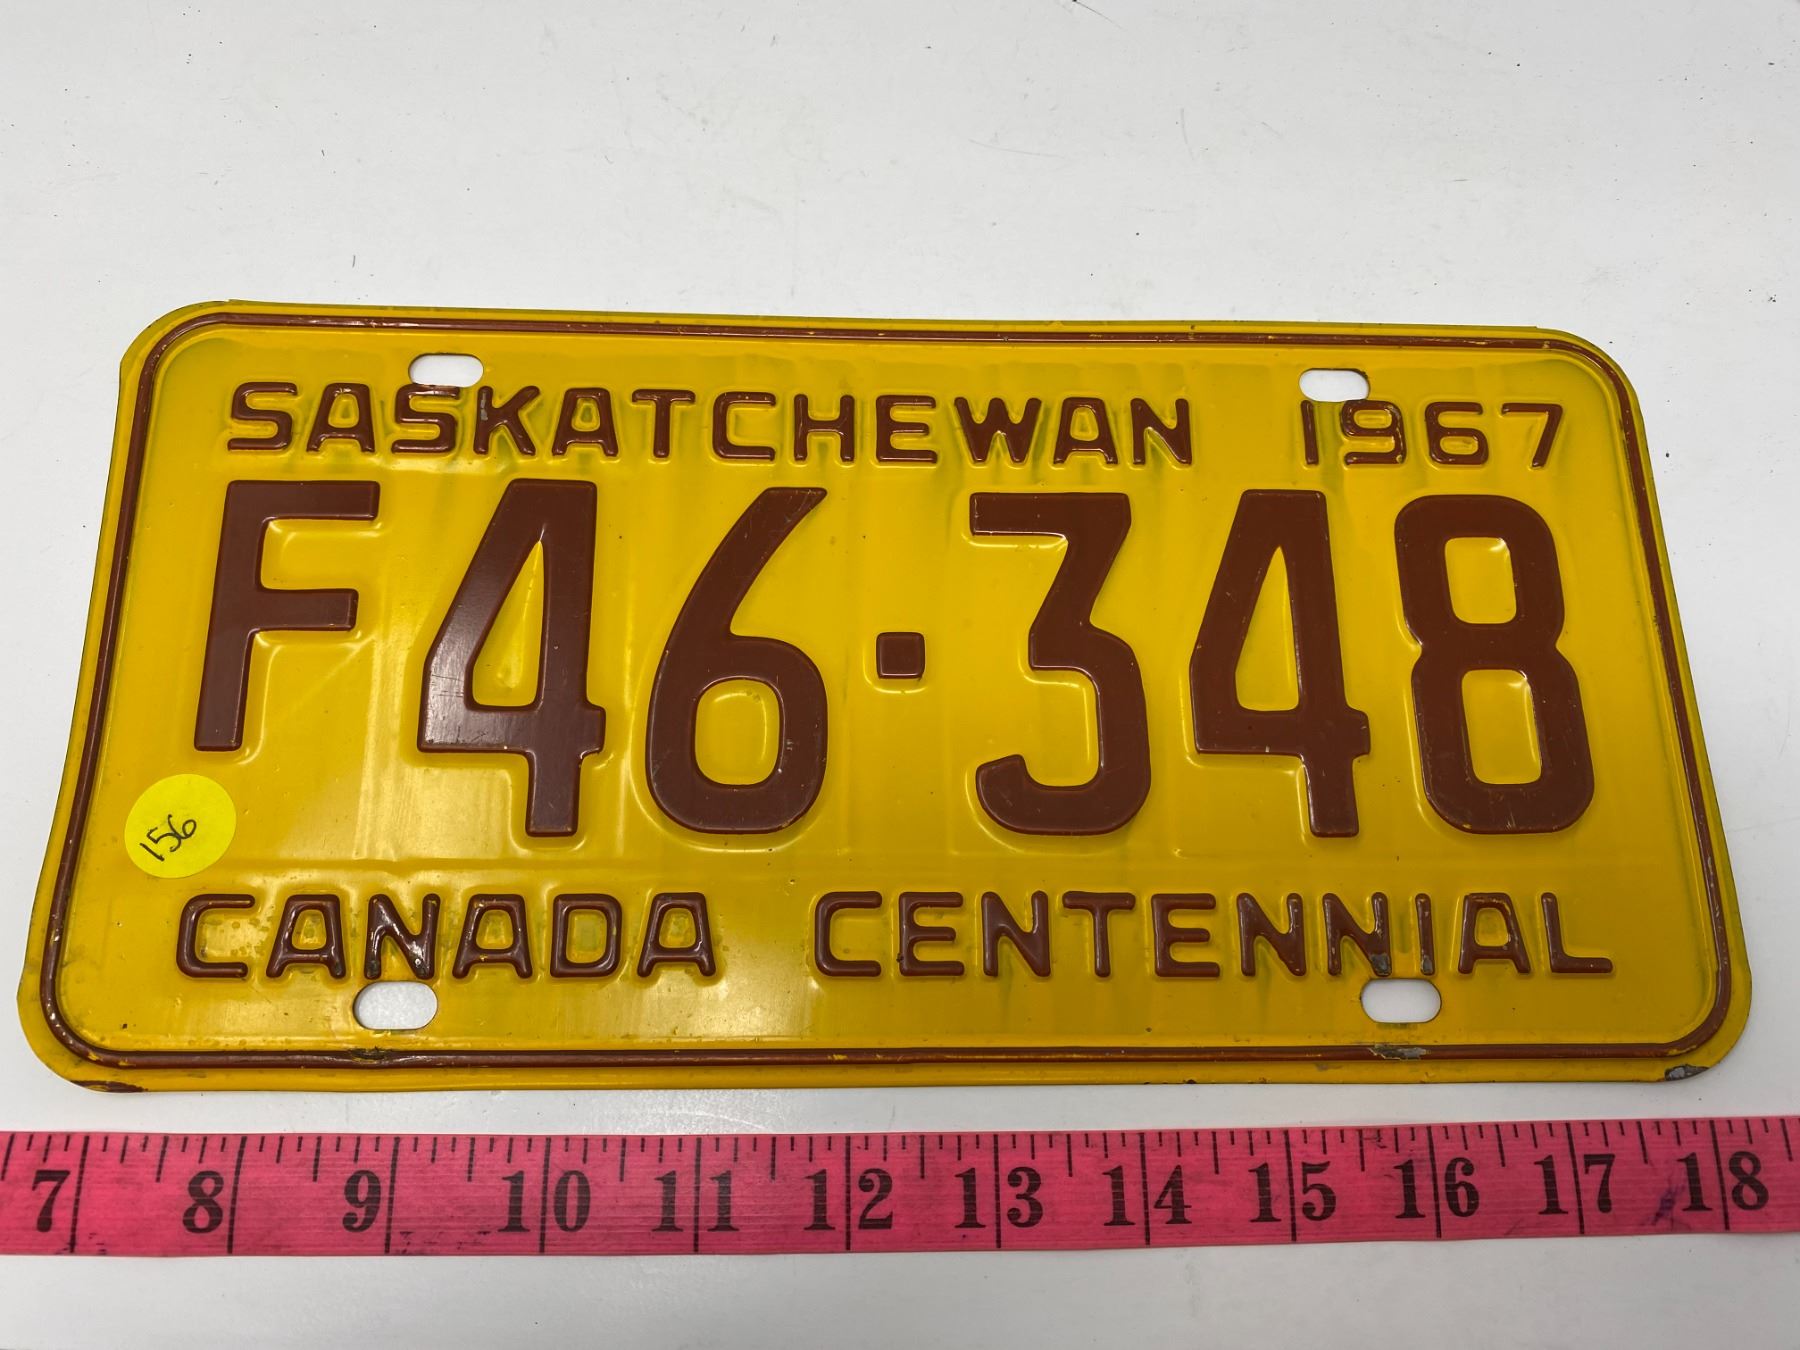 SASKATCHEWAN 1967
F46·348
156
CANADA CENTENNIAL
7 8 9 10 11 12 13 14 15 16 17 18